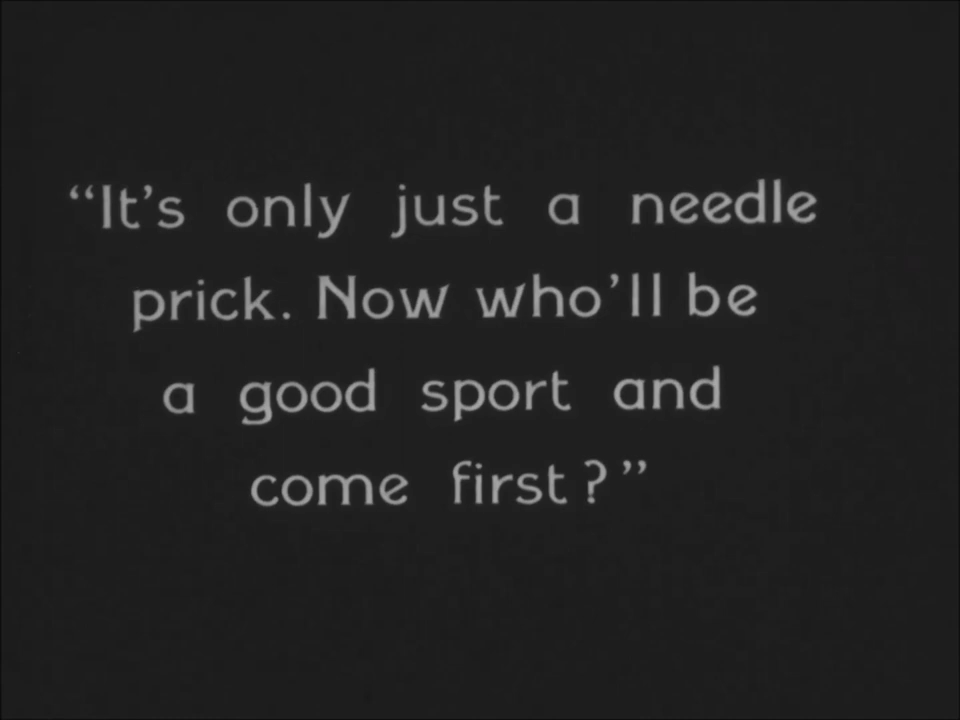 “It’s only just a needle
prick. Now who’ll be
a good sport and
come first?”